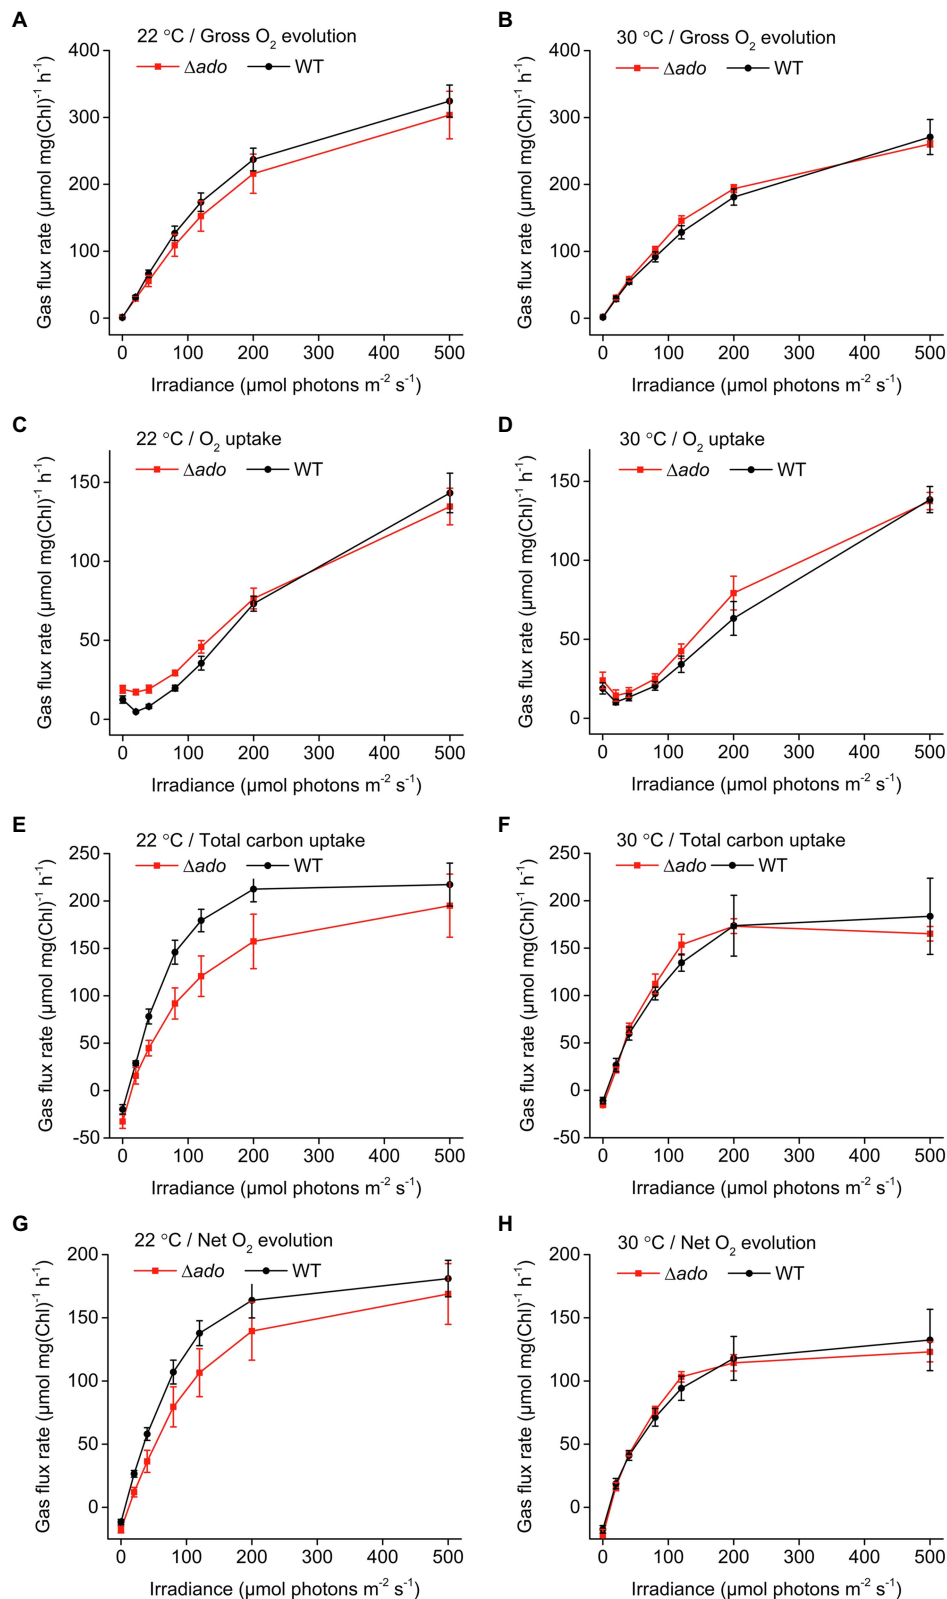 A
22 °C / Gross O2 evolution
Δado
WT
400
300
200
100
0
Gas flux rate (µmol mg(Chl)-1 h-1)
0 100 200 300 400 500
Irradiance (µmol photons m-2 s-1)
B
30 °C / Gross O2 evolution
Δado
WT
400
300
200
100
0
Gas flux rate (µmol mg(Chl)-1 h-1)
0 100 200 300 400 500
Irradiance (µmol photons m-2 s-1)
C
22 °C / O2 uptake
Δado
WT
150
100
50
0
Gas flux rate (µmol mg(Chl)-1 h-1)
0 100 200 300 400 500
Irradiance (µmol photons m-2 s-1)
D
30 °C / O2 uptake
Δado
WT
150
100
50
0
Gas flux rate (µmol mg(Chl)-1 h-1)
0 100 200 300 400 500
Irradiance (µmol photons m-2 s-1)
E
22 °C / Total carbon uptake
Δado
WT
250
200
150
100
50
0
-50
Gas flux rate (µmol mg(Chl)-1 h-1)
0 100 200 300 400 500
Irradiance (µmol photons m-2 s-1)
F
30 °C / Total carbon uptake
Δado
WT
250
200
150
100
50
0
-50
Gas flux rate (µmol mg(Chl)-1 h-1)
0 100 200 300 400 500
Irradiance (µmol photons m-2 s-1)
G
22 °C / Net O2 evolution
Δado
WT
200
150
100
50
0
Gas flux rate (µmol mg(Chl)-1 h-1)
0 100 200 300 400 500
Irradiance (µmol photons m-2 s-1)
H
30 °C / Net O2 evolution
Δado
WT
200
150
100
50
0
Gas flux rate (µmol mg(Chl)-1 h-1)
0 100 200 300 400 500
Irradiance (µmol photons m-2 s-1)